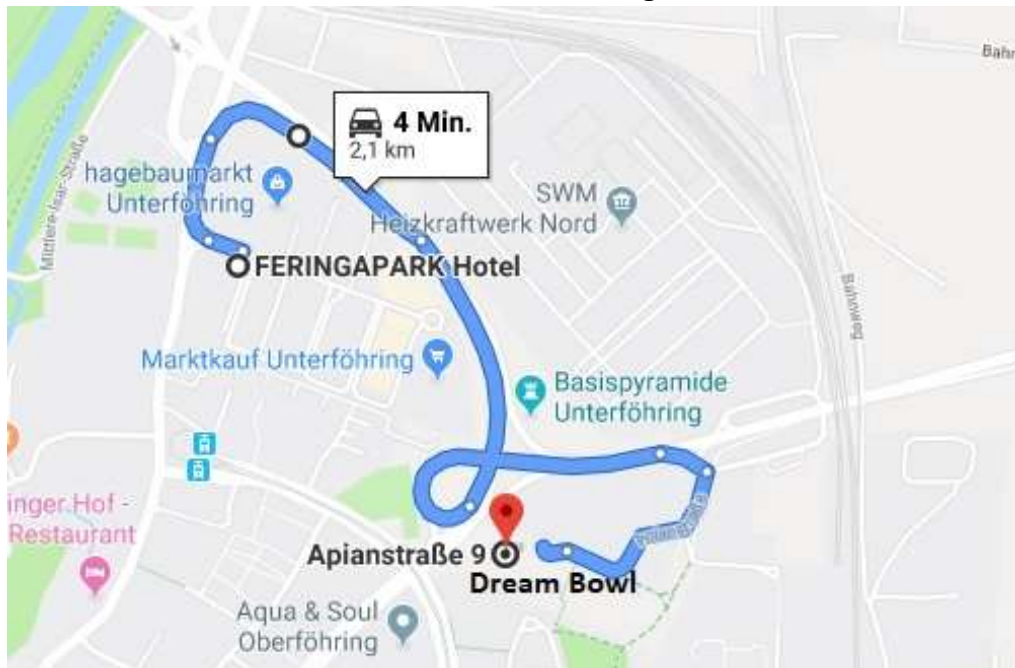 4 Min.
2,1 km
hagebaumarkt
Unterföhring
SWM
Heizkraftwerk Nord
Mittlere-Isar-Straße
FERINGAPARK Hotel
Bahnweg
Marktkauf Unterföhring
Basispyramide
Unterföhring
inger.Hof -
Restaurant
Apianstraße 9
Dream Bowl
Aqua & Soul
Oberföhring